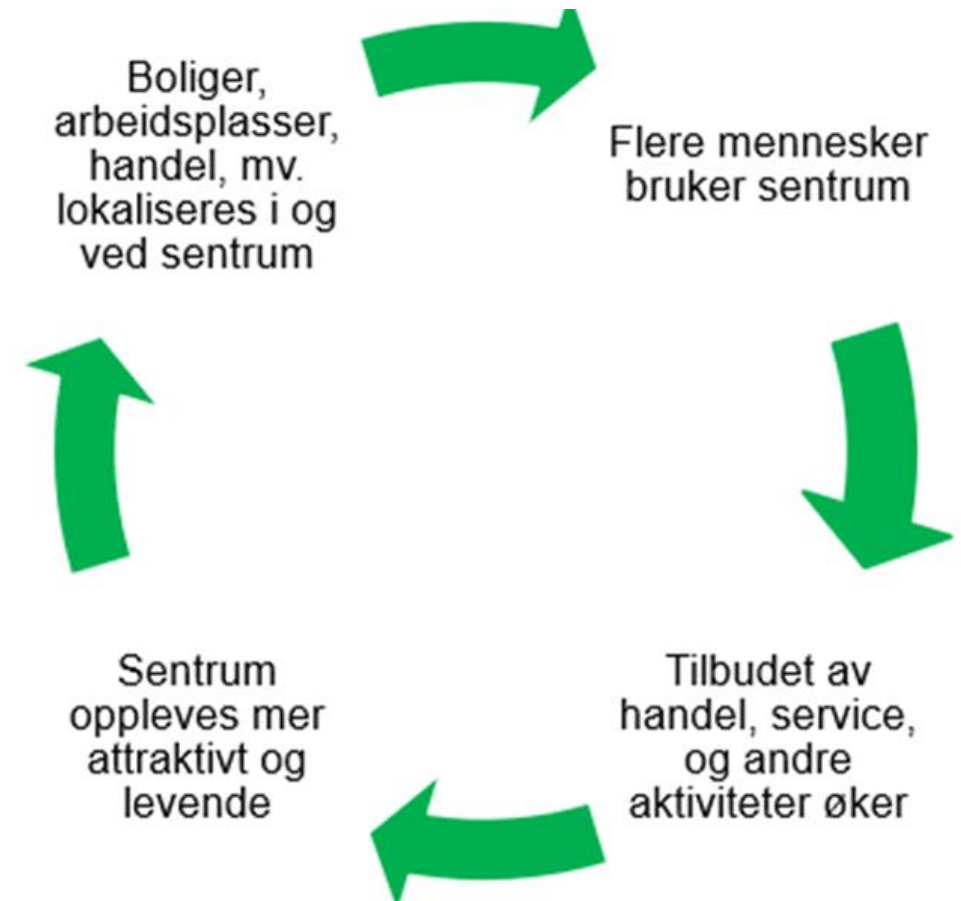 Boliger,
arbeidsplasser,
handel, mv.
lokaliseres i og
ved sentrum
Flere mennesker
bruker sentrum
Tilbudet av
handel, service,
og andre
aktiviteter øker
Sentrum
oppleves mer
attraktivt og
levende